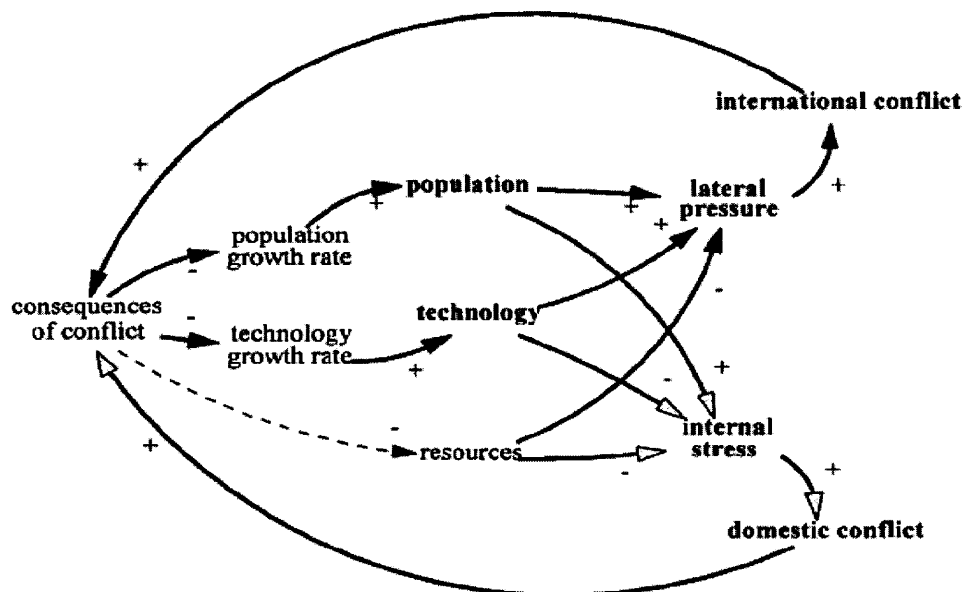 international conflict
+
population
+
lateral
pressure
+
+
+
population
growth rate
-
-
consequences
of conflict
-
technology
growth rate
technology
+
-
+
-
resources
-
internal
stress
+
+
domestic conflict